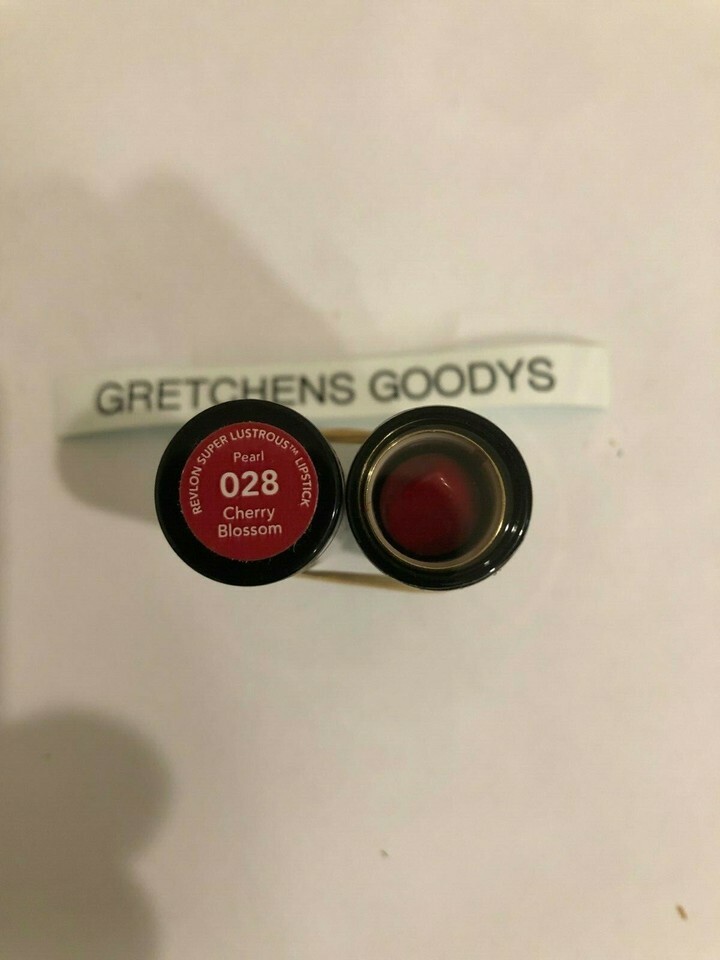 GRETCHENS GOODYS
REVLON SUPER LUSTROUS™ LIPSTICK
Pearl
028
Cherry
Blossom